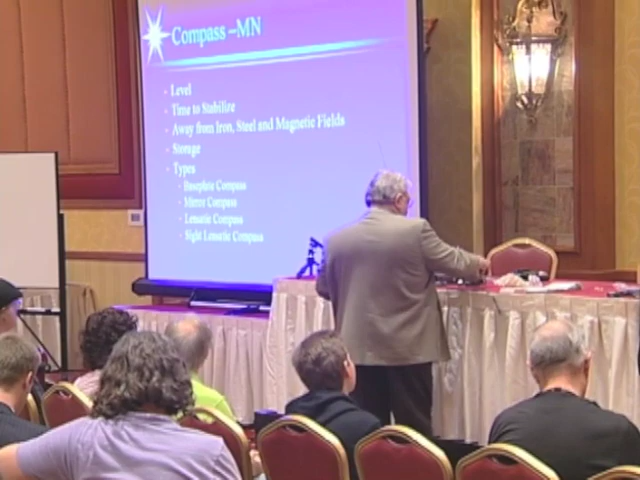 Compass –MN
Level
Time to Stabilize
Away from Iron, Steel and Magnetic Fields
Storage
Types
Baseplate Compass
Mirror Compass
Lensatic Compass
Sight Lensatic Compass